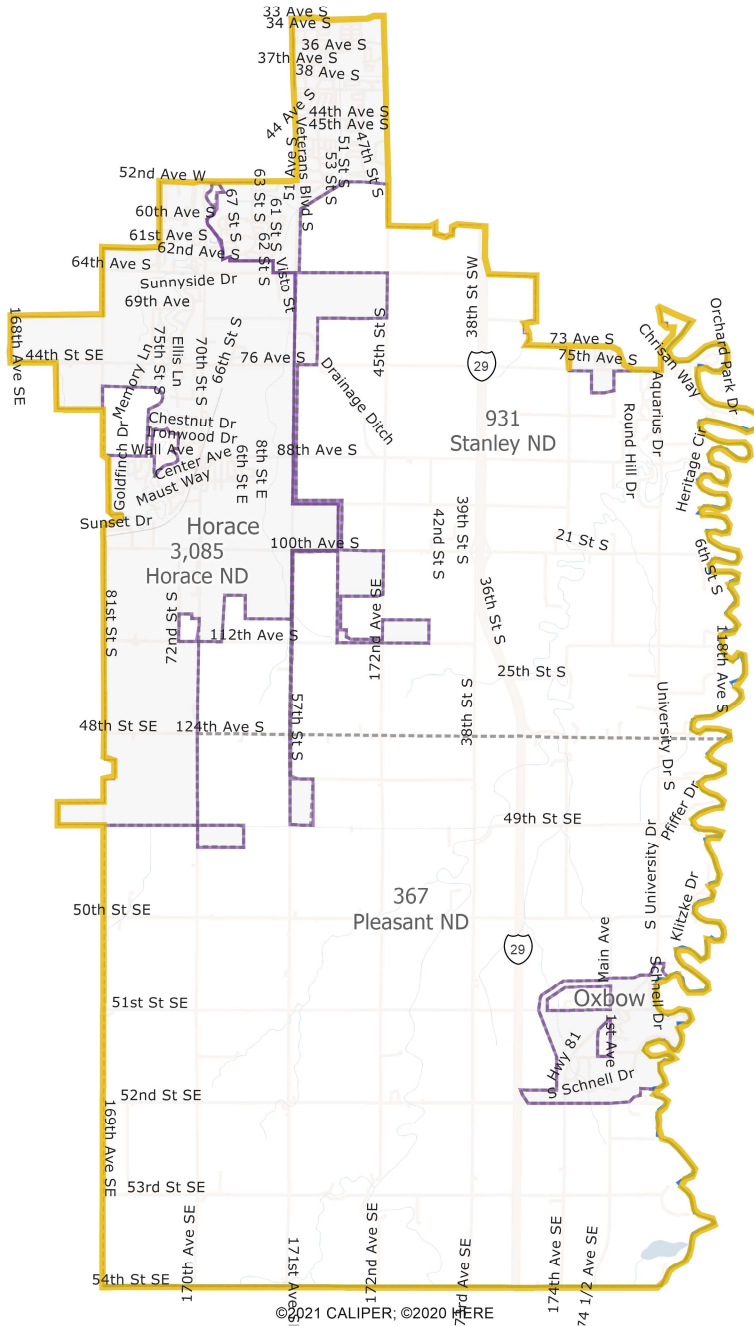 33 Ave S
34 Ave S
36 Ave S
37th Ave S
38 Ave S
44 Ave S
44th Ave S
45th Ave S
47th St S
51 St S
53 St S
Veterans Blvd S
51 Ave S
52nd Ave W
63 St S
67 St S
61 St S
60th Ave S
61st Ave S
62nd Ave S
62 St S
64th Ave S
Visto St
Sunnyside Dr
69th Ave
38th St SW
168th Ave SE
44th St SE
Memory Ln
75th St S
Ellis Ln
70th St S
69th St S
76 Ave S
45th St S
Drainage Ditch
29
73 Ave S
75th Ave S
Chrisan Way
Orchard Park Dr
931
Stanley ND
Round Hill Dr
Aquarius Dr
Heritage Cir
Chestnut Dr
Ironwood Dr
E Wall Ave
Center Ave
Maust Way
Goldfinch Dr
6th St E
8th St E
88th Ave S
Sunset Dr
Horace
3,085
Horace ND
100th Ave S
42nd St S
39th St S
21 St S
6th St S
36th St S
81st St S
72nd St S
112th Ave S
172nd Ave SE
25th St S
118th Ave S
48th St SE
124th Ave S
57th St S
38th St S
University Dr S
49th St SE
Pfiffer Dr
367
Pleasant ND
50th St SE
S University Dr
Klitzke Dr
29
Main Ave
Schnell Dr
51st St SE
Oxbow
1st Ave
Hwy 81
S Schnell Dr
52nd St SE
169th Ave SE
53rd St SE
54th St SE
170th Ave SE
171st Ave S
172nd Ave SE
174th Ave SE
©2021 CALIPER; ©2020 HERE